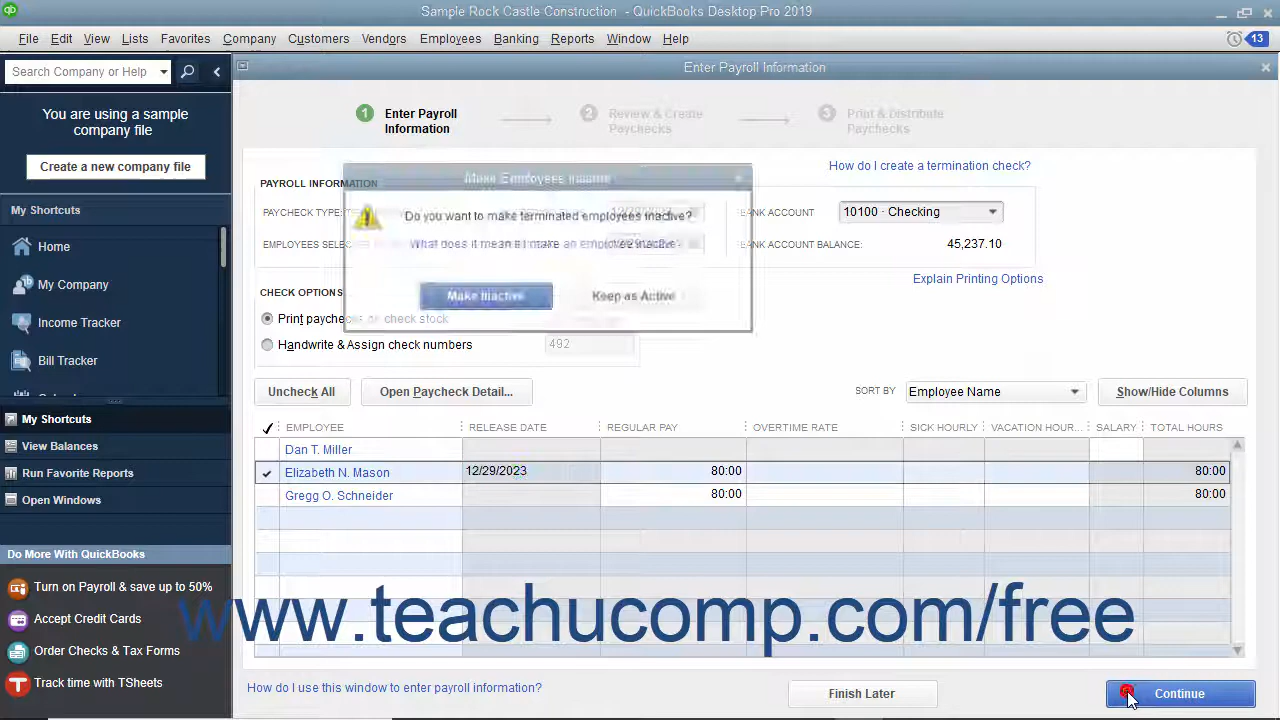 Sample Rock Castle Construction - QuickBooks Desktop Pro 2019
File Edit View Lists Favorites Company Customers Vendors Employees Banking Reports Window Help
13
Search Company or Help
Enter Payroll Information
You are using a sample
company file
Create a new company file
My Shortcuts
Home
My Company
Income Tracker
Bill Tracker
My Shortcuts
View Balances
Run Favorite Reports
Open Windows
Do More With QuickBooks
Turn on Payroll & save up to 50%
Accept Credit Cards
Order Checks & Tax Forms
Track time with TSheets
1 Enter Payroll
Information
2 Review & Create
Paychecks
3 Print & Distribute
Paychecks
How do I create a termination check?
PAYROLL INFORMATION
Make Employees Inactive
PAYCHECK TYPE:
Do you want to make terminated employees inactive?
BANK ACCOUNT 10100 · Checking
EMPLOYEES SELEC
What does it mean if I make an employee inactive?
BANK ACCOUNT BALANCE: 45,237.10
Explain Printing Options
CHECK OPTIONS
Make Inactive Keep as Active
Print paychecks on check stock
Handwrite & Assign check numbers 492
Uncheck All Open Paycheck Detail... SORT BY Employee Name Show/Hide Columns
EMPLOYEE RELEASE DATE REGULAR PAY OVERTIME RATE SICK HOURLY VACATION HOUR... SALARY TOTAL HOURS
Dan T. Miller
Elizabeth N. Mason 12/29/2023 80:00 80:00
Gregg O. Schneider 80:00 80:00
www.teachucomp.com/free
How do I use this window to enter payroll information? Finish Later Continue